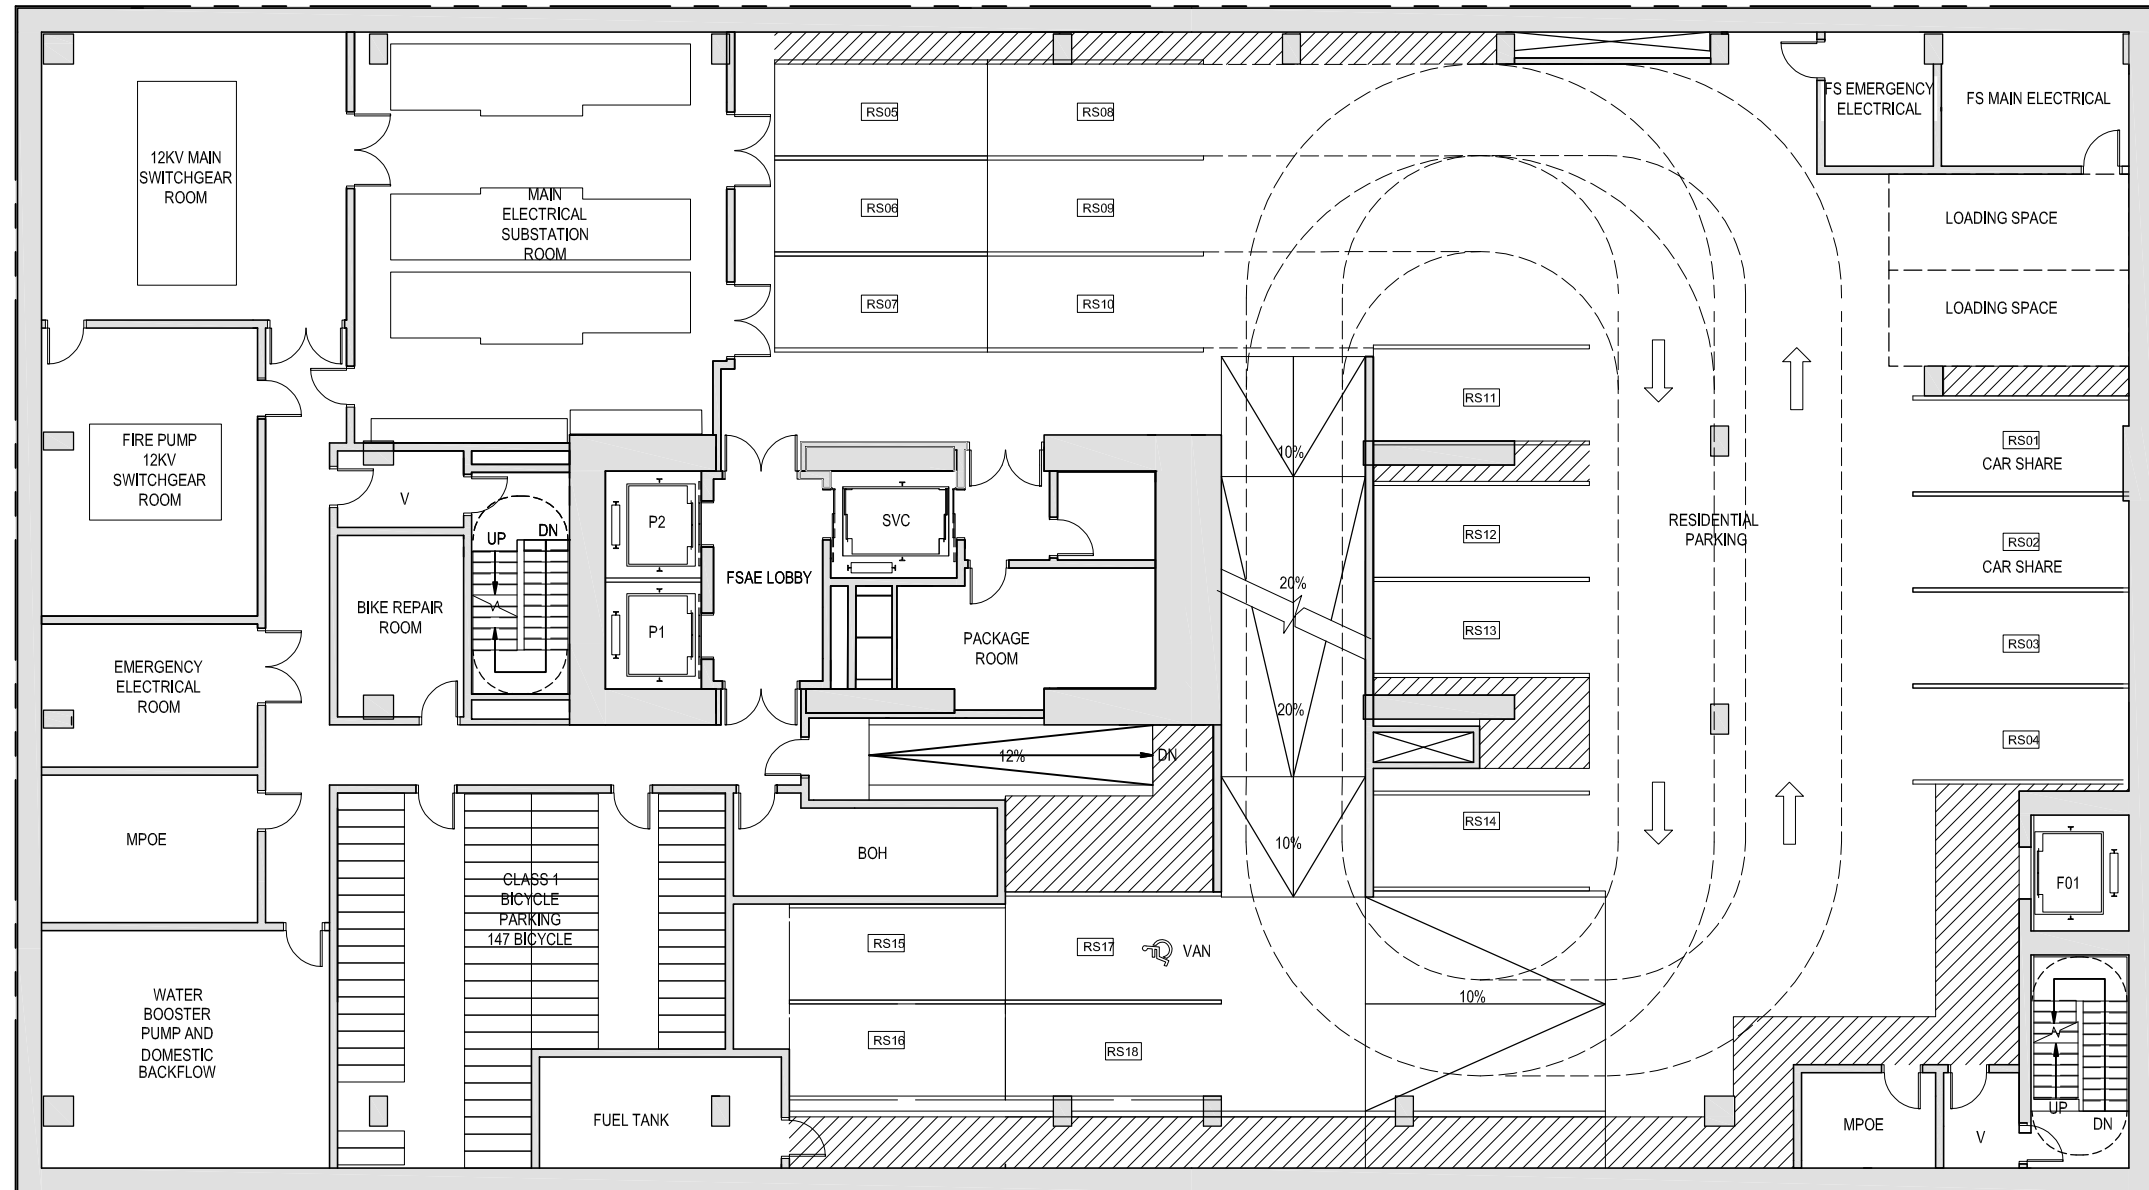 12KV MAIN
SWITCHGEAR
ROOM
MAIN
ELECTRICAL
SUBSTATION
ROOM
RS05
RS08
RS06
RS09
RS07
RS10
FS EMERGENCY
ELECTRICAL
FS MAIN ELECTRICAL
LOADING SPACE
LOADING SPACE
RS11
RS01
CAR SHARE
FIRE PUMP
12KV
SWITCHGEAR
ROOM
V
UP
DN
P2
FSAE LOBBY
P1
SVC
10%
20%
20%
10%
RS12
RESIDENTIAL
PARKING
RS02
CAR SHARE
BIKE REPAIR
ROOM
PACKAGE
ROOM
RS13
RS03
EMERGENCY
ELECTRICAL
ROOM
12%
DN
RS04
MPOE
BOH
RS14
F01
CLASS 1
BICYCLE
PARKING
147 BICYCLE
RS15
RS17
VAN
10%
WATER
BOOSTER
PUMP AND
DOMESTIC
BACKFLOW
RS16
RS18
FUEL TANK
MPOE
V
UP
DN